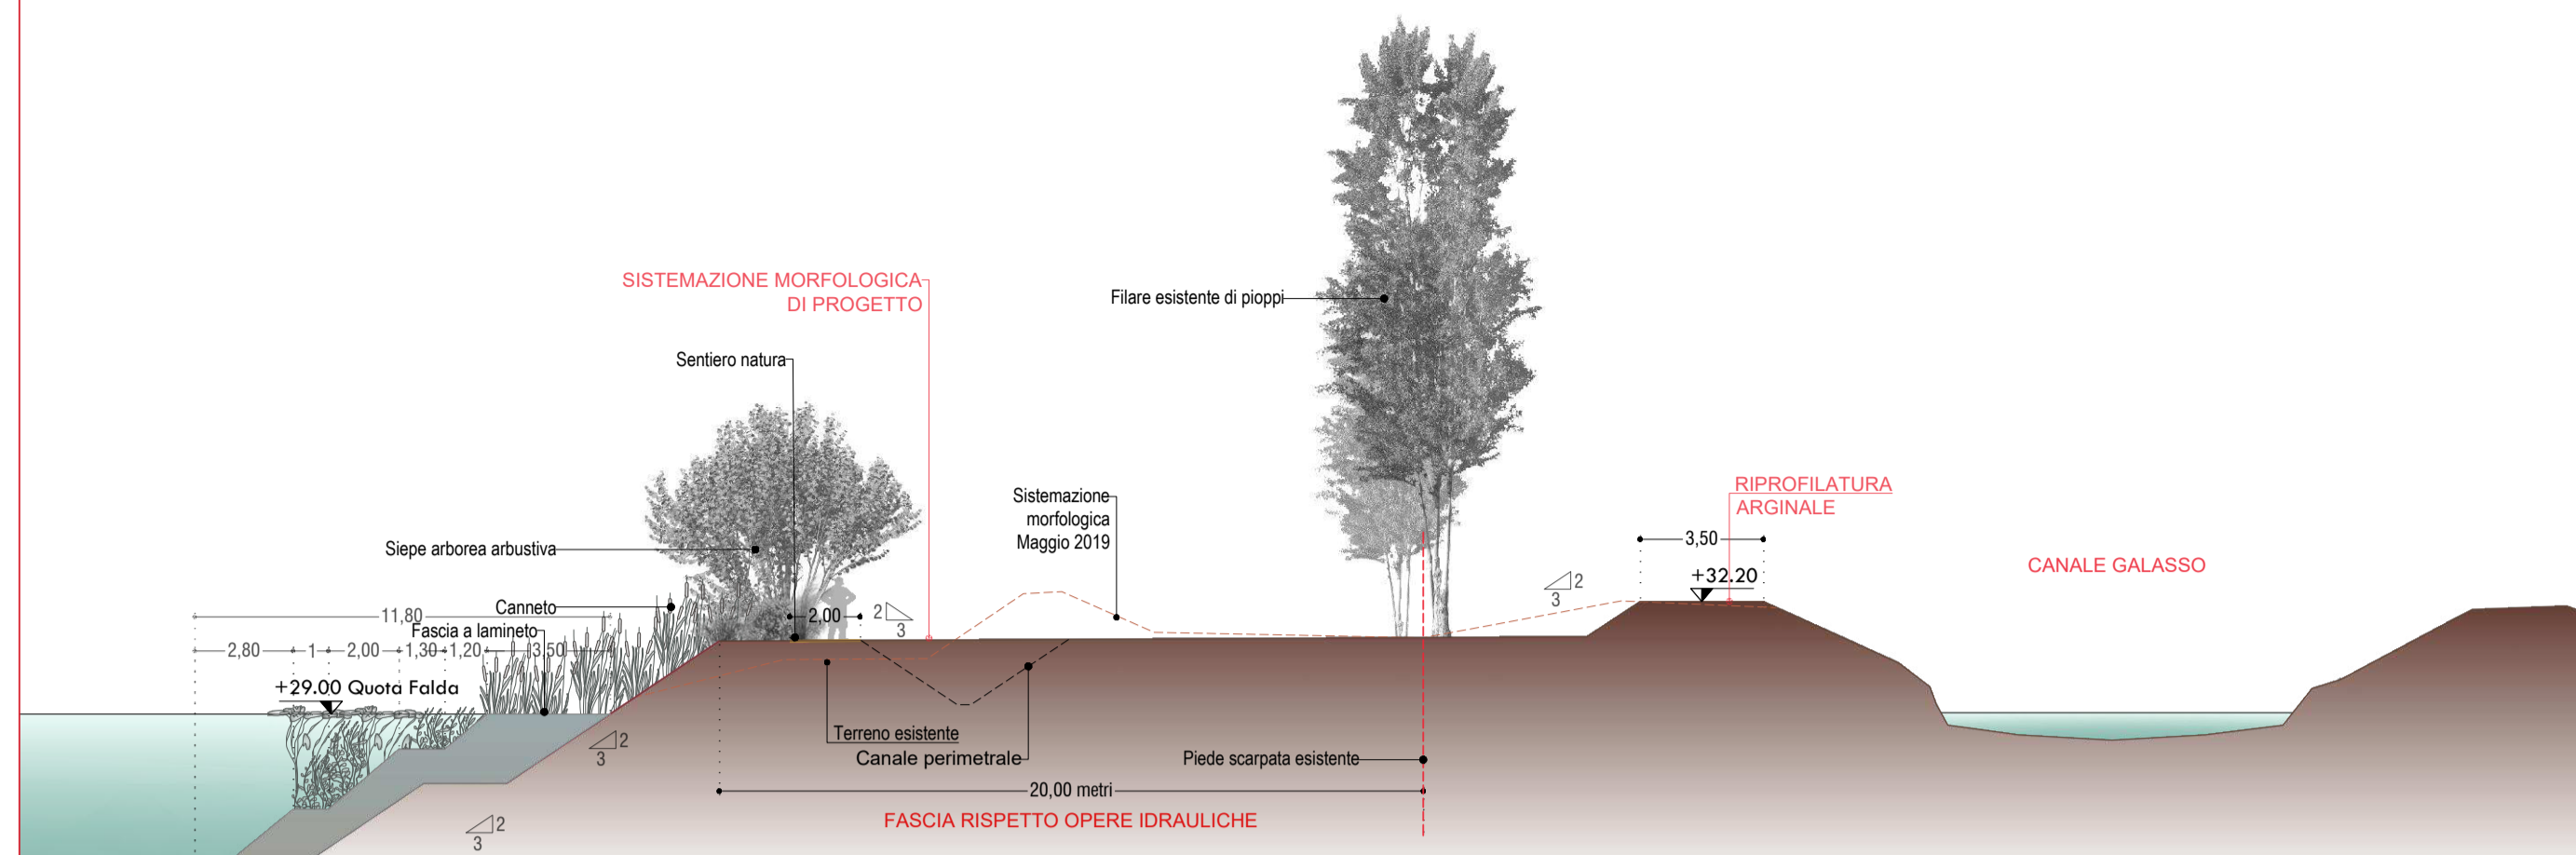 SISTEMAZIONE MORFOLOGICA
DI PROGETTO
Filare esistente di pioppi
Sentiero natura
Sistemazione
morfologica
Maggio 2019
RIPROFILATURA
ARGINALE
3,50
+32.20
CANALE GALASSO
Siepe arborea arbustiva
Canneto
11,80
Fascia a lamineto
2,00
2
3
2
3
2,80
1
2,00
1,30
1,20
3,50
+29.00 Quota Falda
2
3
Terreno esistente
Canale perimetrale
Piede scarpata esistente
20,00 metri
FASCIA RISPETTO OPERE IDRAULICHE
2
3